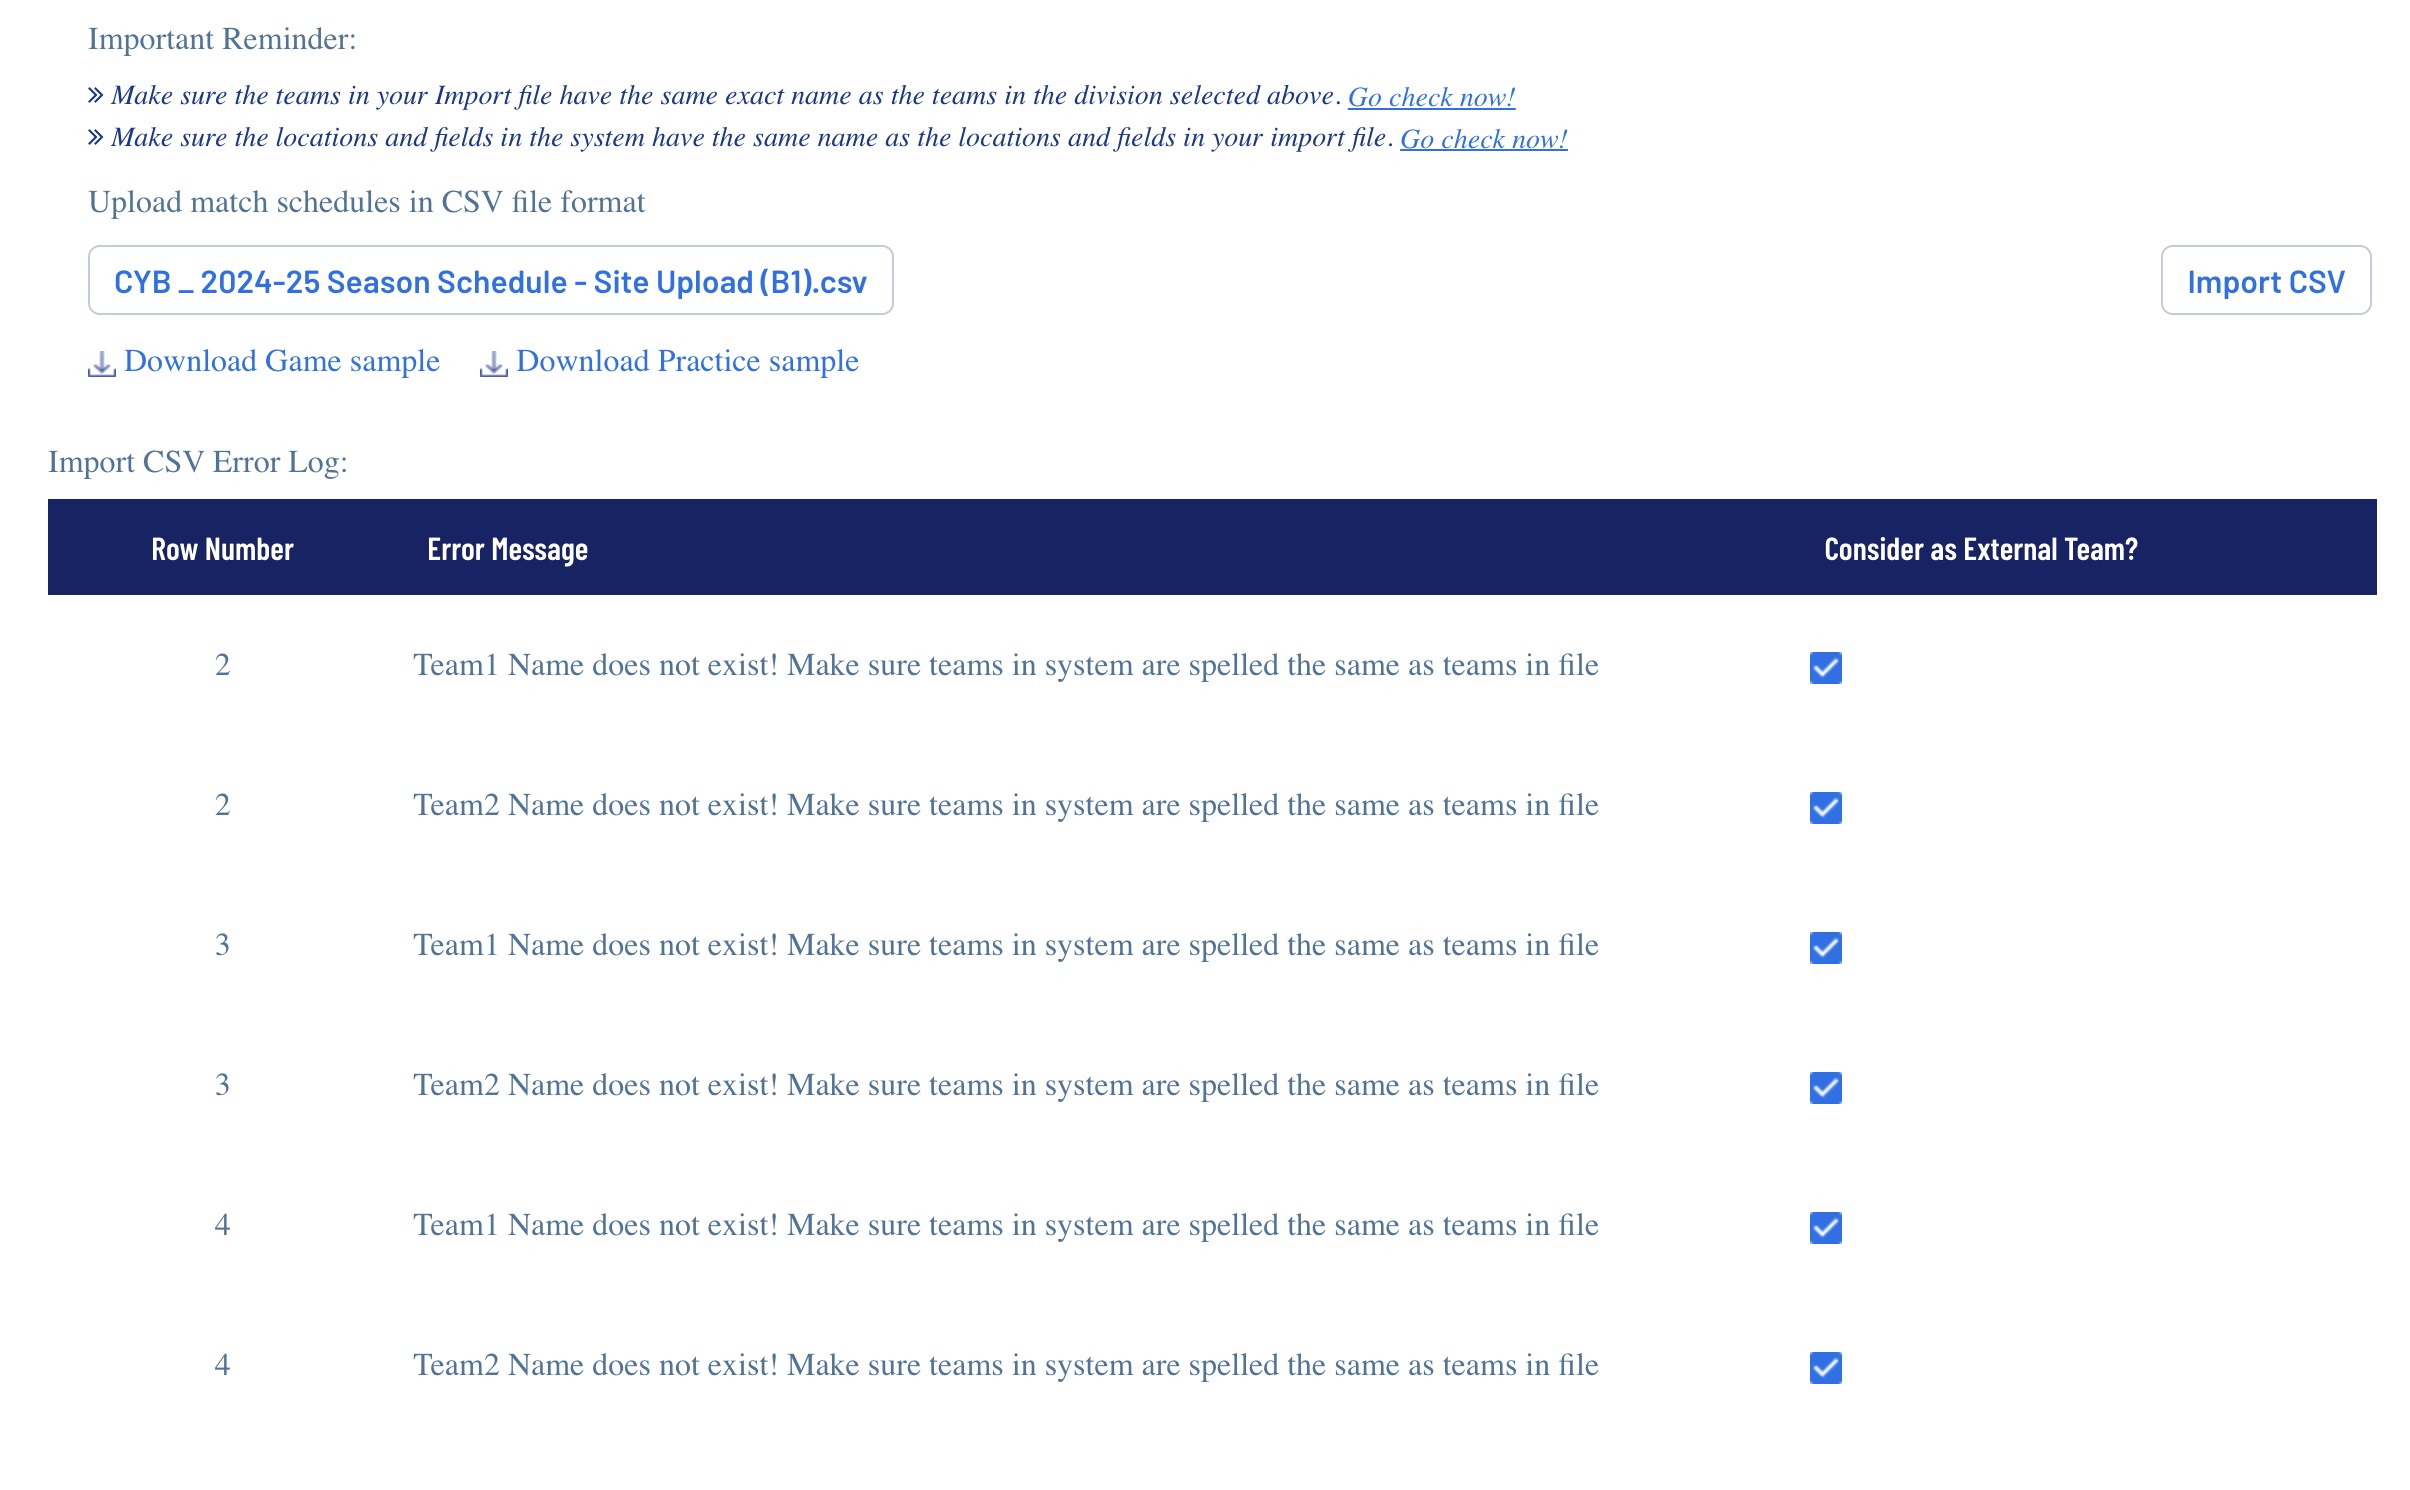 Important Reminder:
» Make sure the teams in your Import file have the same exact name as the teams in the division selected above. Go check now!
» Make sure the locations and fields in the system have the same name as the locations and fields in your import file. Go check now!
Upload match schedules in CSV file format
CYB _ 2024-25 Season Schedule - Site Upload (B1).csv
Import CSV
Download Game sample Download Practice sample
Import CSV Error Log:
Row Number Error Message Consider as External Team?
2 Team1 Name does not exist! Make sure teams in system are spelled the same as teams in file
2 Team2 Name does not exist! Make sure teams in system are spelled the same as teams in file
3 Team1 Name does not exist! Make sure teams in system are spelled the same as teams in file
3 Team2 Name does not exist! Make sure teams in system are spelled the same as teams in file
4 Team1 Name does not exist! Make sure teams in system are spelled the same as teams in file
4 Team2 Name does not exist! Make sure teams in system are spelled the same as teams in file